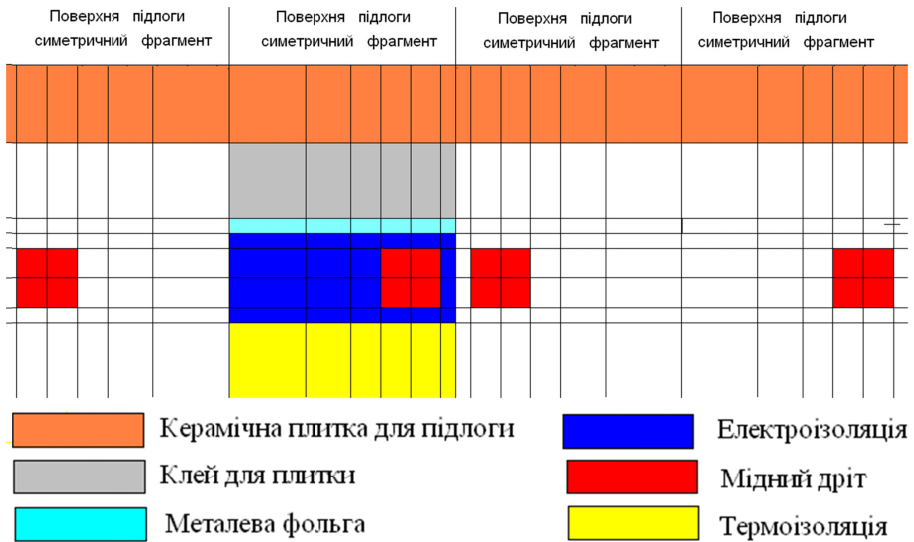 Поверхня підлоги
симетричний фрагмент
Поверхня підлоги
симетричний фрагмент
Поверхня підлоги
симетричний фрагмент
Поверхня підлоги
симетричний фрагмент
Керамічна плитка для підлоги
Клей для плитки
Металева фольга
Електроізоляція
Мідний дріт
Термоізоляція